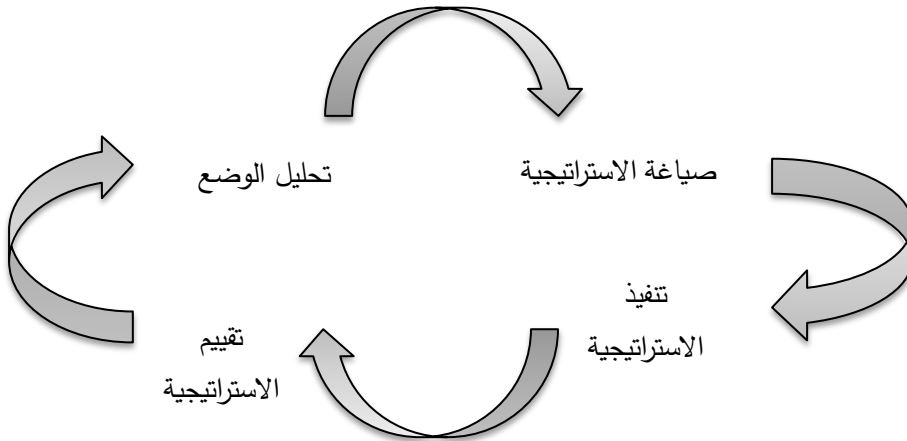 تحليل الوضع
صياغة الاستراتيجية
تنفيذ
الاستراتيجية
تقييم
الاستراتيجية